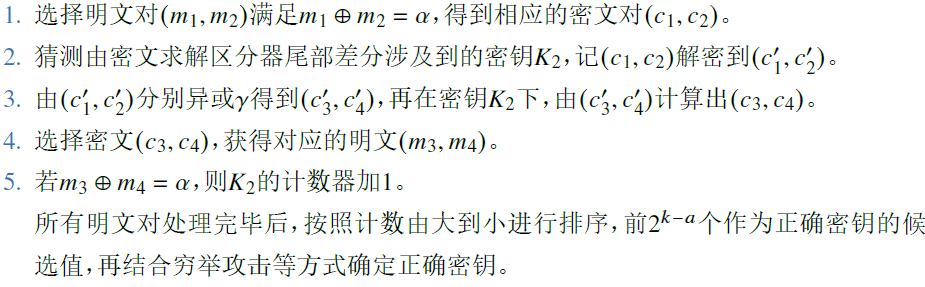 1. 选择明文对(m₁, m₂)满足m₁ ⊕ m₂ = α,得到相应的密文对(c₁, c₂)。
2. 猜测由密文求解区分器尾部差分涉及到的密钥K₂,记(c₁, c₂)解密到(c′₁, c′₂)。
3. 由(c′₁, c′₂)分别异或γ得到(c′₃, c′₄),再在密钥K₂下,由(c′₃, c′₄)计算出(c₃, c₄)。
4. 选择密文(c₃, c₄),获得对应的明文(m₃, m₄)。
5. 若m₃ ⊕ m₄ = α,则K₂的计数器加1。
所有明文对处理完毕后,按照计数由大到小进行排序,前2ᵏ⁻ᵃ个作为正确密钥的候
选值,再结合穷举攻击等方式确定正确密钥。